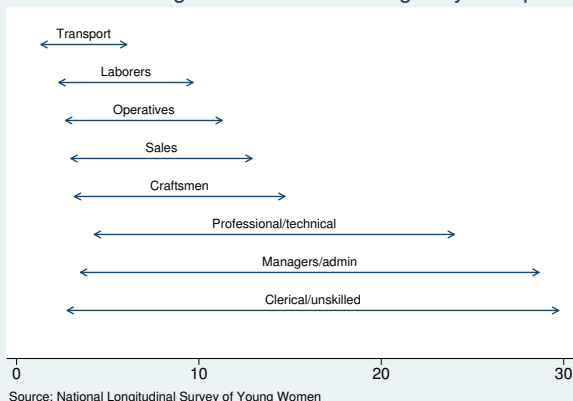 Transport
Laborers
Operatives
Sales
Craftsmen
Professional/technical
Managers/admin
Clerical/unskilled
0 10 20 30
Source: National Longitudinal Survey of Young Women